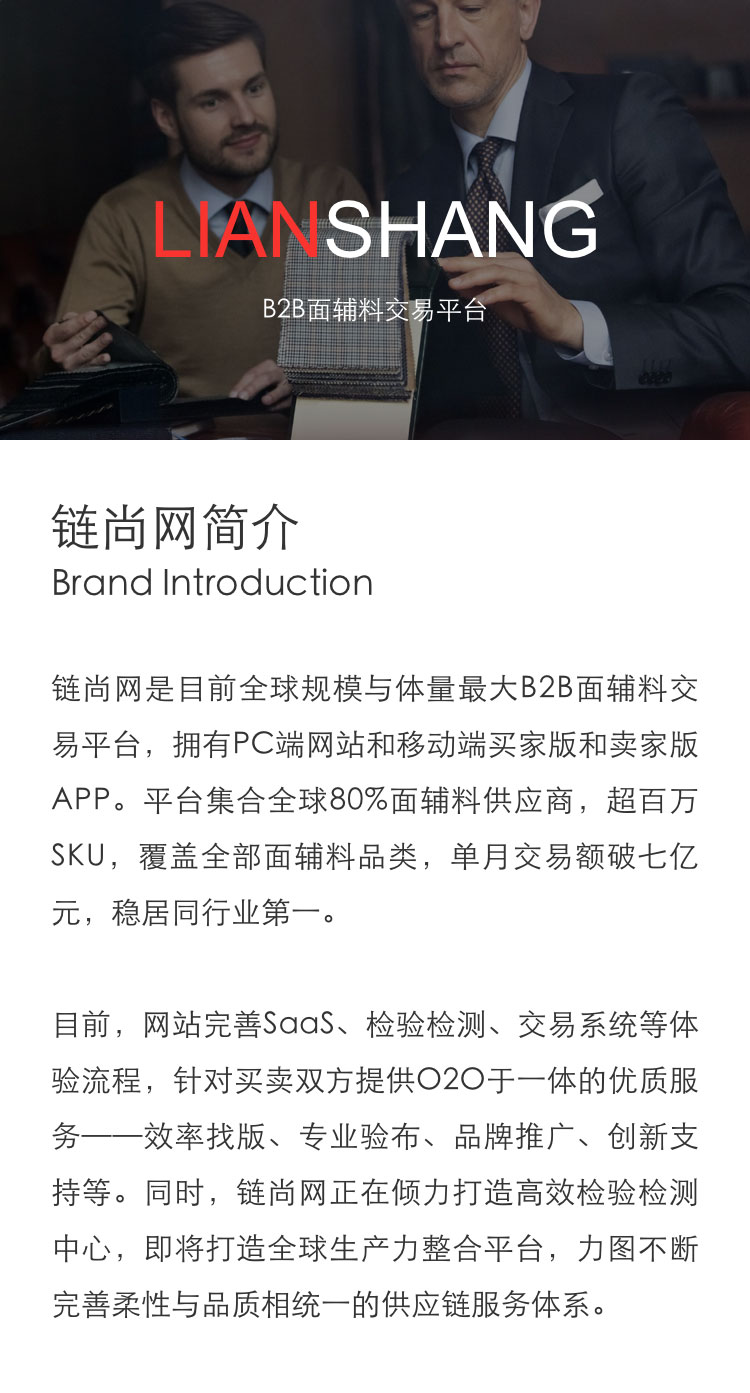 LIANSHANG
B2B面辅料交易平台
链尚网简介
Brand Introduction
链尚网是目前全球规模与体量最大B2B面辅料交
易平台，拥有PC端网站和移动端买家版和卖家版
APP。平台集合全球80%面辅料供应商，超百万
SKU，覆盖全部面辅料品类，单月交易额破七亿
元，稳居同行业第一。
目前，网站完善SaaS、检验检测、交易系统等体
验流程，针对买卖双方提供O2O于一体的优质服
务——效率找版、专业验布、品牌推广、创新支
持等。同时，链尚网正在倾力打造高效检验检测
中心，即将打造全球生产力整合平台，力图不断
完善柔性与品质相统一的供应链服务体系。